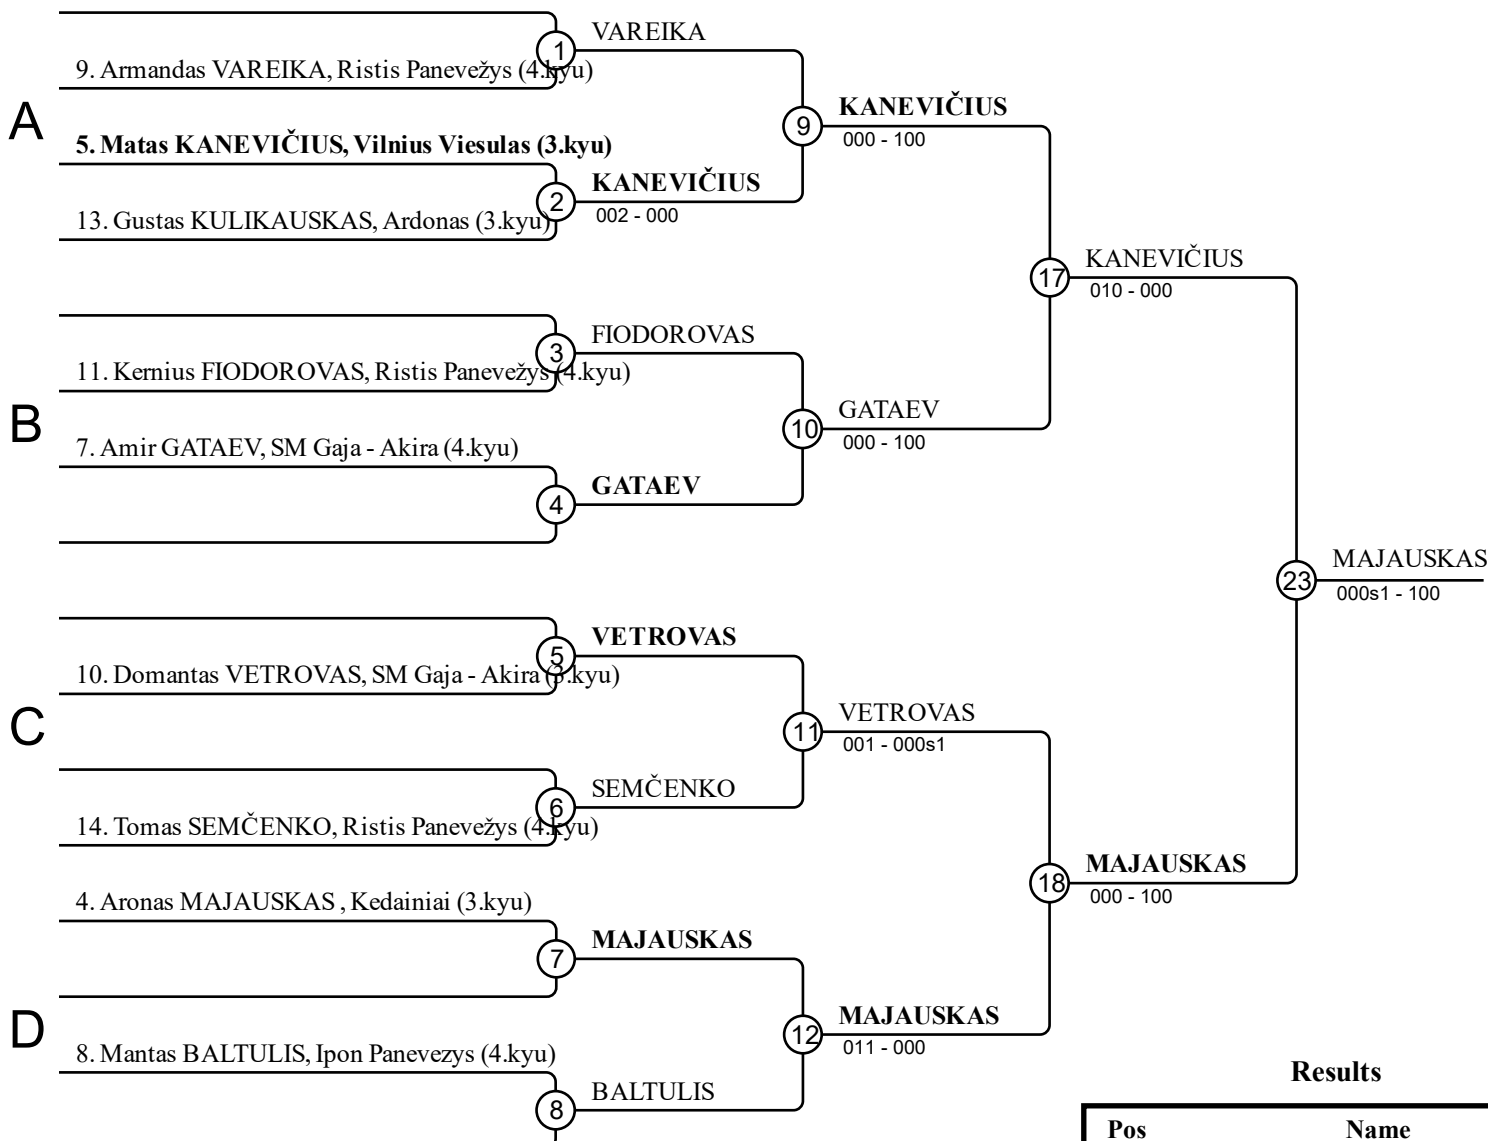 1
VAREIKA
9. Armandas VAREIKA, Ristis Panevežys (4.kyu)
A
9
KANEVIČIUS
000 - 100
5. Matas KANEVIČIUS, Vilnius Viesulas (3.kyu)
2
KANEVIČIUS
002 - 000
13. Gustas KULIKAUSKAS, Ardonas (3.kyu)
17
KANEVIČIUS
010 - 000
3
FIODOROVAS
11. Kernius FIODOROVAS, Ristis Panevežys (4.kyu)
B
10
GATAEV
000 - 100
7. Amir GATAEV, SM Gaja - Akira (4.kyu)
4
GATAEV
23
MAJAUSKAS
000s1 - 100
5
VETROVAS
10. Domantas VETROVAS, SM Gaja - Akira (3.kyu)
C
11
VETROVAS
001 - 000s1
6
SEMČENKO
14. Tomas SEMČENKO, Ristis Panevežys (4.kyu)
18
MAJAUSKAS
000 - 100
4. Aronas MAJAUSKAS , Kedainiai (3.kyu)
7
MAJAUSKAS
D
12
MAJAUSKAS
011 - 000
8. Mantas BALTULIS, Ipon Panevezys (4.kyu)
8
BALTULIS
Results
Pos Name